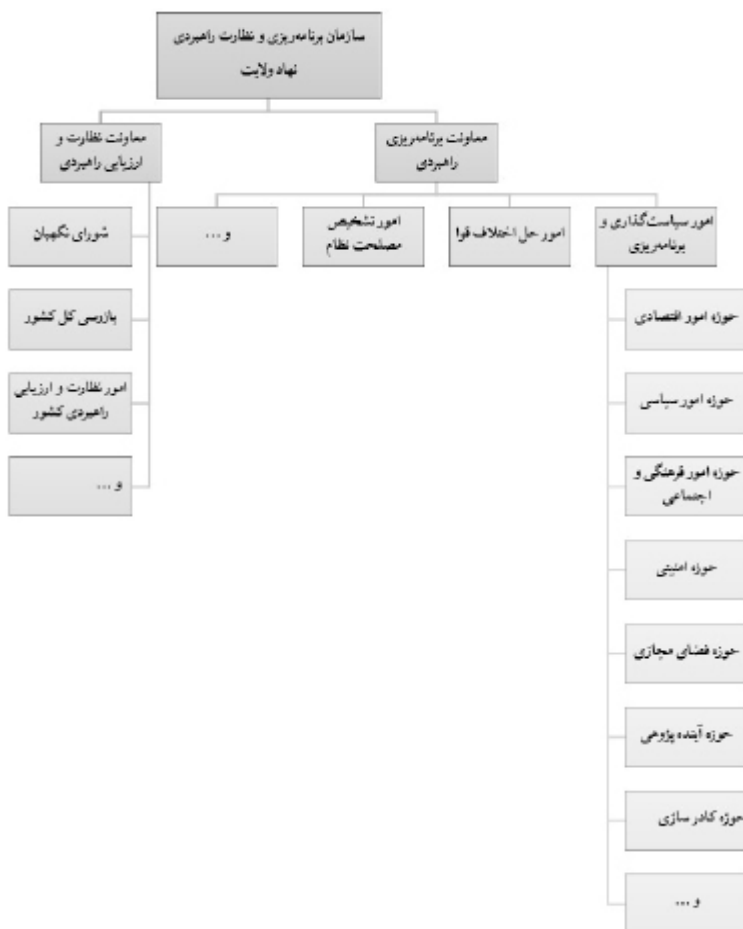 سازمان برنامه‌ریزی و نظارت راهبردی
نهاد ولایت
معاونت برنامه‌ریزی
راهبردی
معاونت نظارت و
ارزیابی راهبردی
امور سیاست‌گذاری و
برنامه‌ریزی
امور حل اختلاف قوا
امور تشخیص
مصلحت نظام
و ...
حوزه امور اقتصادی
حوزه امور سیاسی
حوزه امور فرهنگی و
اجتماعی
حوزه امنیتی
حوزه فضای مجازی
حوزه آینده پژوهی
حوزه کادر سازی
و ...
شورای نگهبان
بازرسی کل کشور
امور نظارت و ارزیابی
راهبردی کشور
و ...